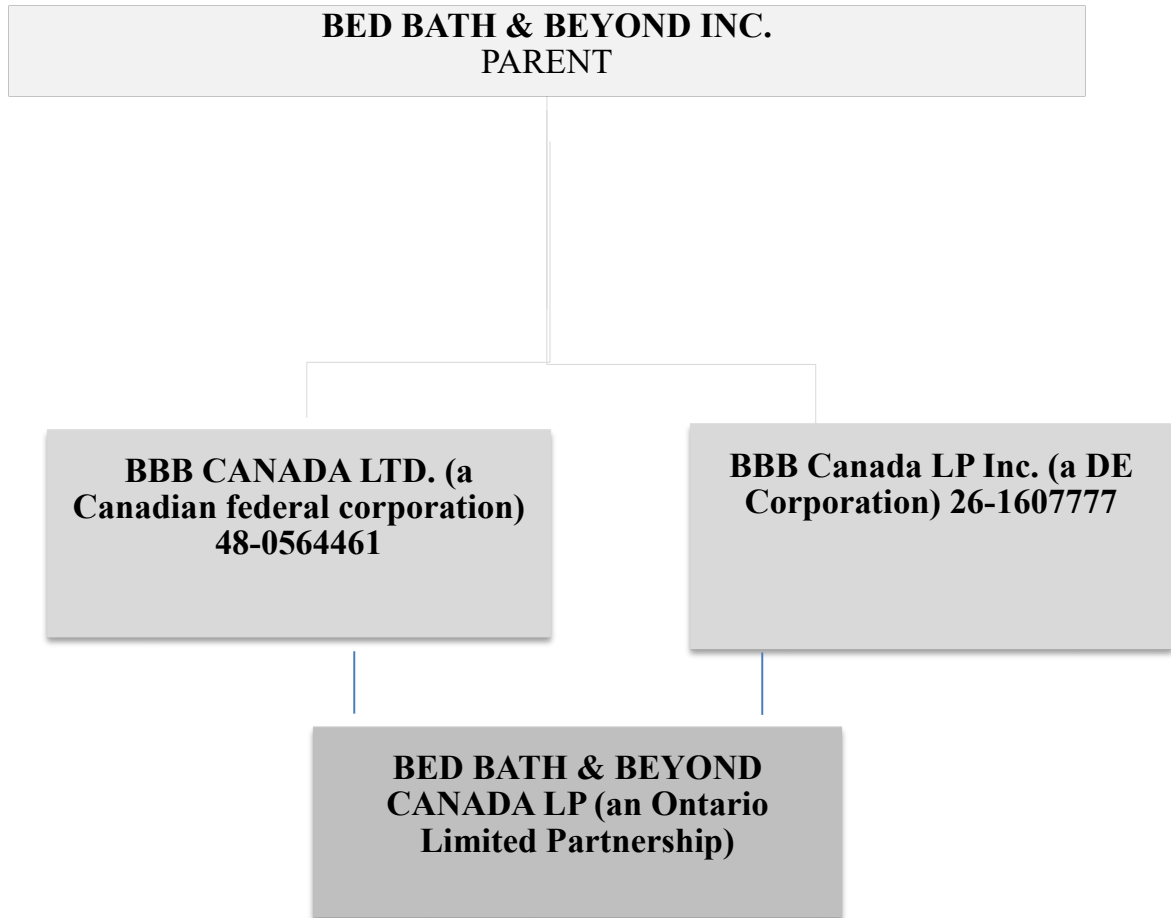 BED BATH & BEYOND INC.
PARENT
BBB CANADA LTD. (a
Canadian federal corporation)
48-0564461
BBB Canada LP Inc. (a DE
Corporation) 26-1607777
BED BATH & BEYOND
CANADA LP (an Ontario
Limited Partnership)